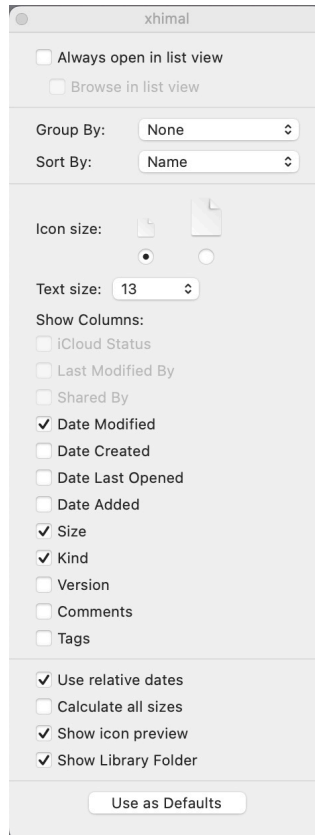 xhimal
Always open in list view
Browse in list view
Group By: None
Sort By: Name
Icon size:
Text size: 13
Show Columns:
iCloud Status
Last Modified By
Shared By
Date Modified
Date Created
Date Last Opened
Date Added
Size
Kind
Version
Comments
Tags
Use relative dates
Calculate all sizes
Show icon preview
Show Library Folder
Use as Defaults